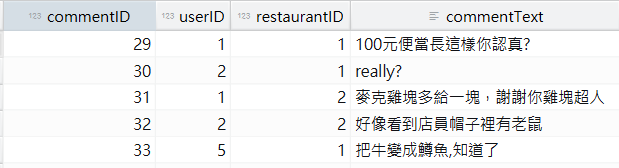 123 commentID 123 userID 123 restaurantID commentText
29 1 1 100元便當長這樣你認真?
30 2 1 really?
31 1 2 麥克雞塊多給一塊，謝謝你雞塊超人
32 2 2 好像看到店員帽子裡有老鼠
33 5 1 把牛變成鱒魚,知道了